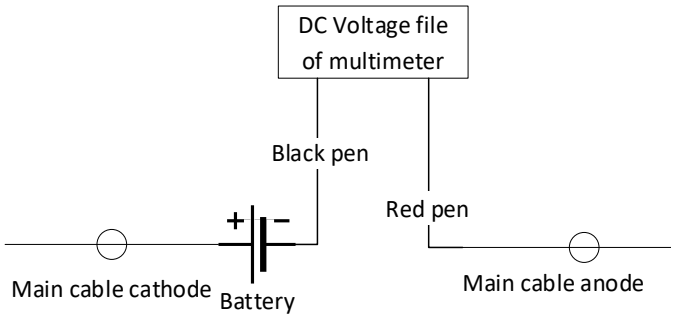 DC Voltage file
of multimeter
Black pen
Red pen
+ -
Main cable cathode
Battery
Main cable anode